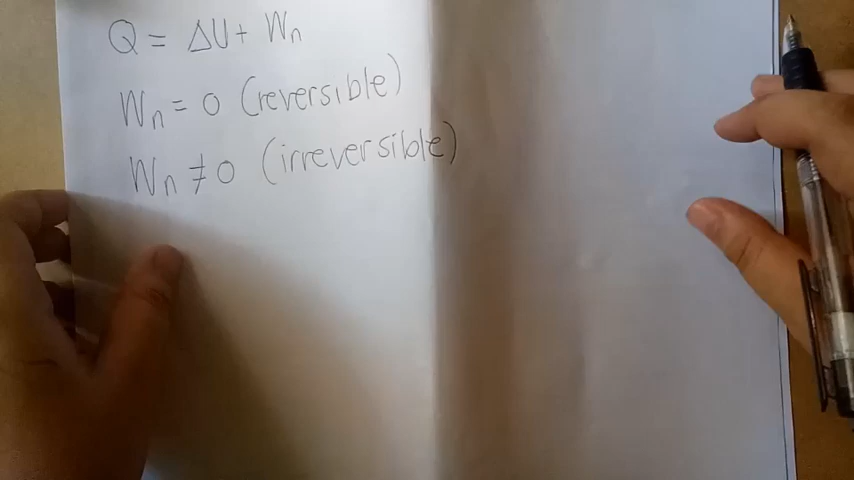 Q = ΔU + Wn
Wn = 0 (reversible)
Wn ≠ 0 (irreversible)